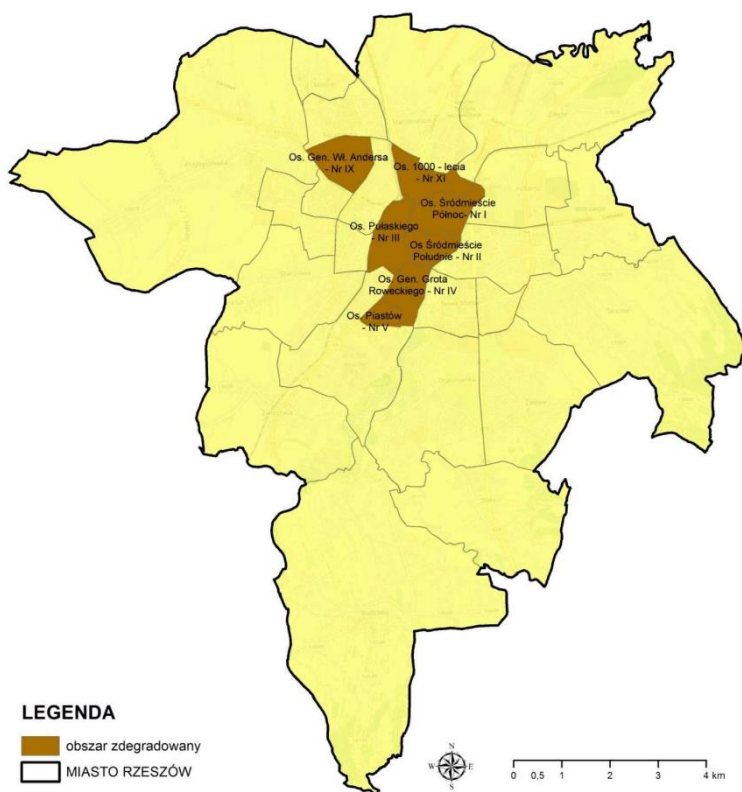 Os. Gen. Wł. Andersa
- Nr IX
Os. 1000 - lecia
- Nr XI
Os. Śródmieście
Północ- Nr I
Os. Pułaskiego
- Nr III
Os Śródmieście
Południe - Nr II
Os. Gen. Grota
Roweckiego - Nr IV
Os. Piastów
- Nr V
LEGENDA
obszar zdegradowany
MIASTO RZESZÓW
N
W
E
S
0 0,5 1 2 3 4 km